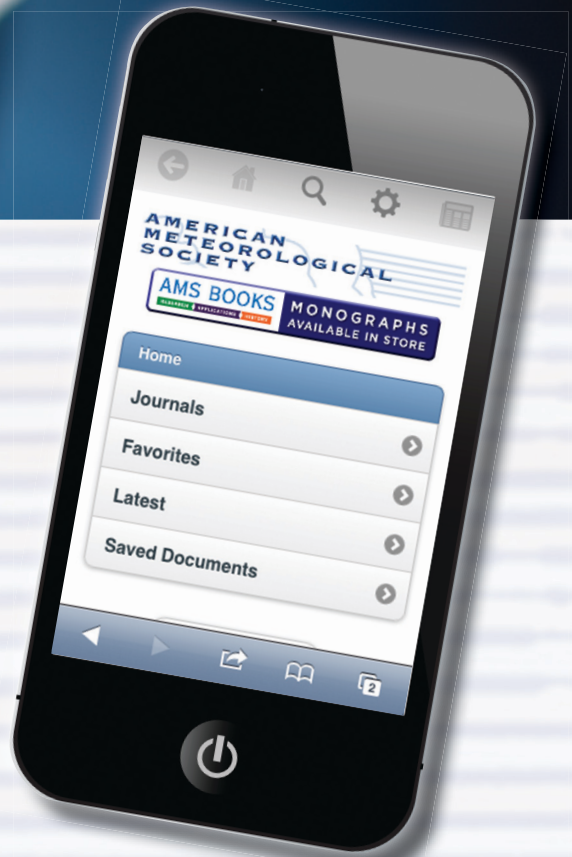 AMERICAN
METEOROLOGICAL
SOCIETY
AMS BOOKS
RESEARCH APPLICATIONS HISTORY
MONOGRAPHS
AVAILABLE IN STORE
Home
Journals
Favorites
Latest
Saved Documents
2